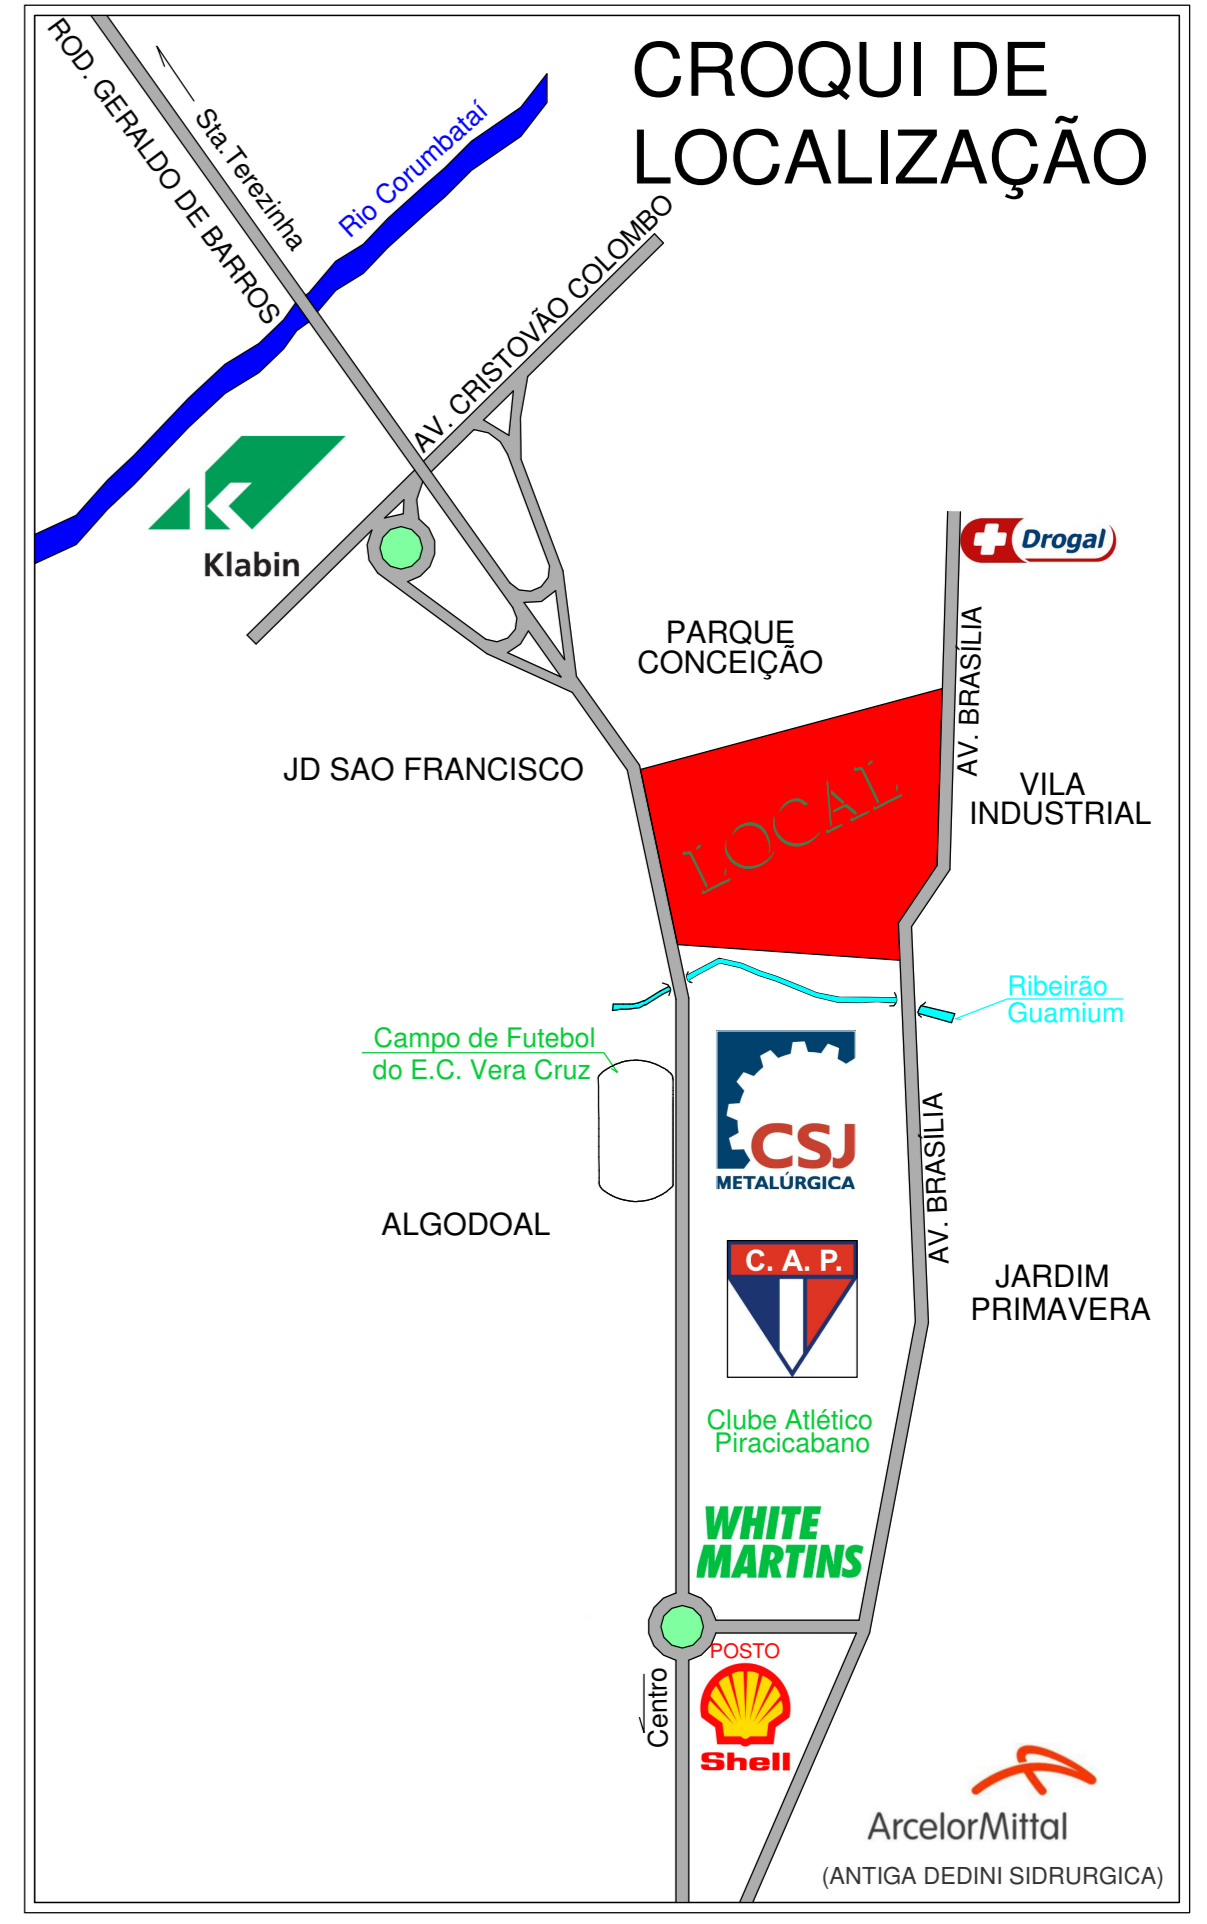 CROQUI DE
LOCALIZAÇÃO
ROD. GERALDO DE BARROS
Sta.Terezinha
Rio Corumbataí
AV. CRISTOVÃO COLOMBO
Klabin
Drogal
PARQUE
CONCEIÇÃO
AV. BRASÍLIA
JD SAO FRANCISCO
VILA
INDUSTRIAL
LOCAL
Ribeirão
Guamium
Campo de Futebol
do E.C. Vera Cruz
CSJ
METALÚRGICA
AV. BRASÍLIA
ALGODOAL
C. A. P.
JARDIM
PRIMAVERA
Clube Atlético
Piracicabano
WHITE
MARTINS
POSTO
Shell
Centro
ArcelorMittal
(ANTIGA DEDINI SIDRURGICA)